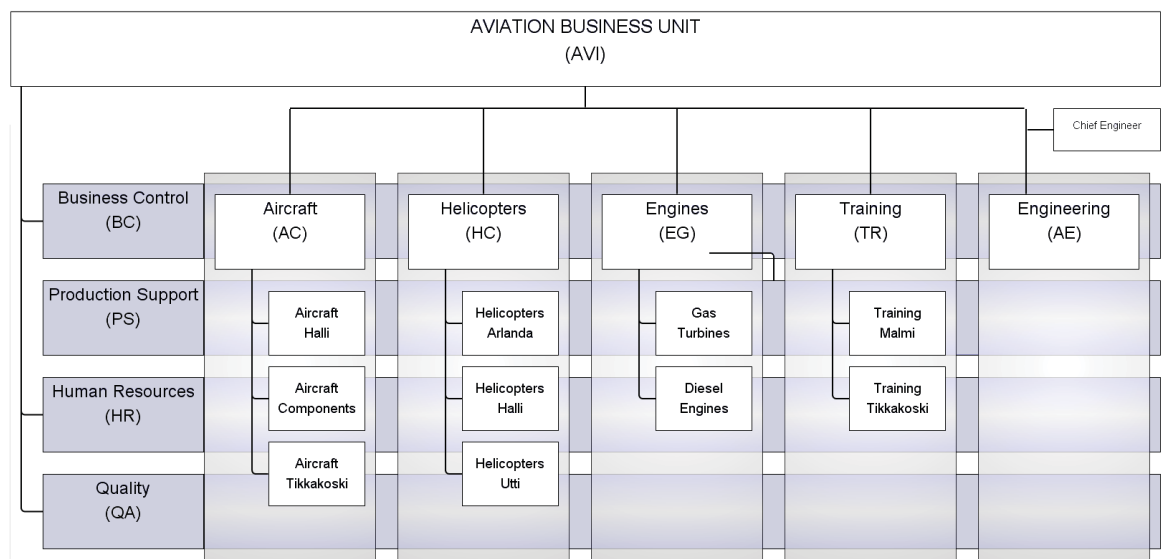 AVIATION BUSINESS UNIT
(AVI)
Chief Engineer
Business Control
(BC)
Aircraft
(AC)
Helicopters
(HC)
Engines
(EG)
Training
(TR)
Engineering
(AE)
Production Support
(PS)
Aircraft
Halli
Helicopters
Arlanda
Gas
Turbines
Training
Malmi
Human Resources
(HR)
Aircraft
Components
Helicopters
Halli
Diesel
Engines
Training
Tikkakoski
Quality
(QA)
Aircraft
Tikkakoski
Helicopters
Utti